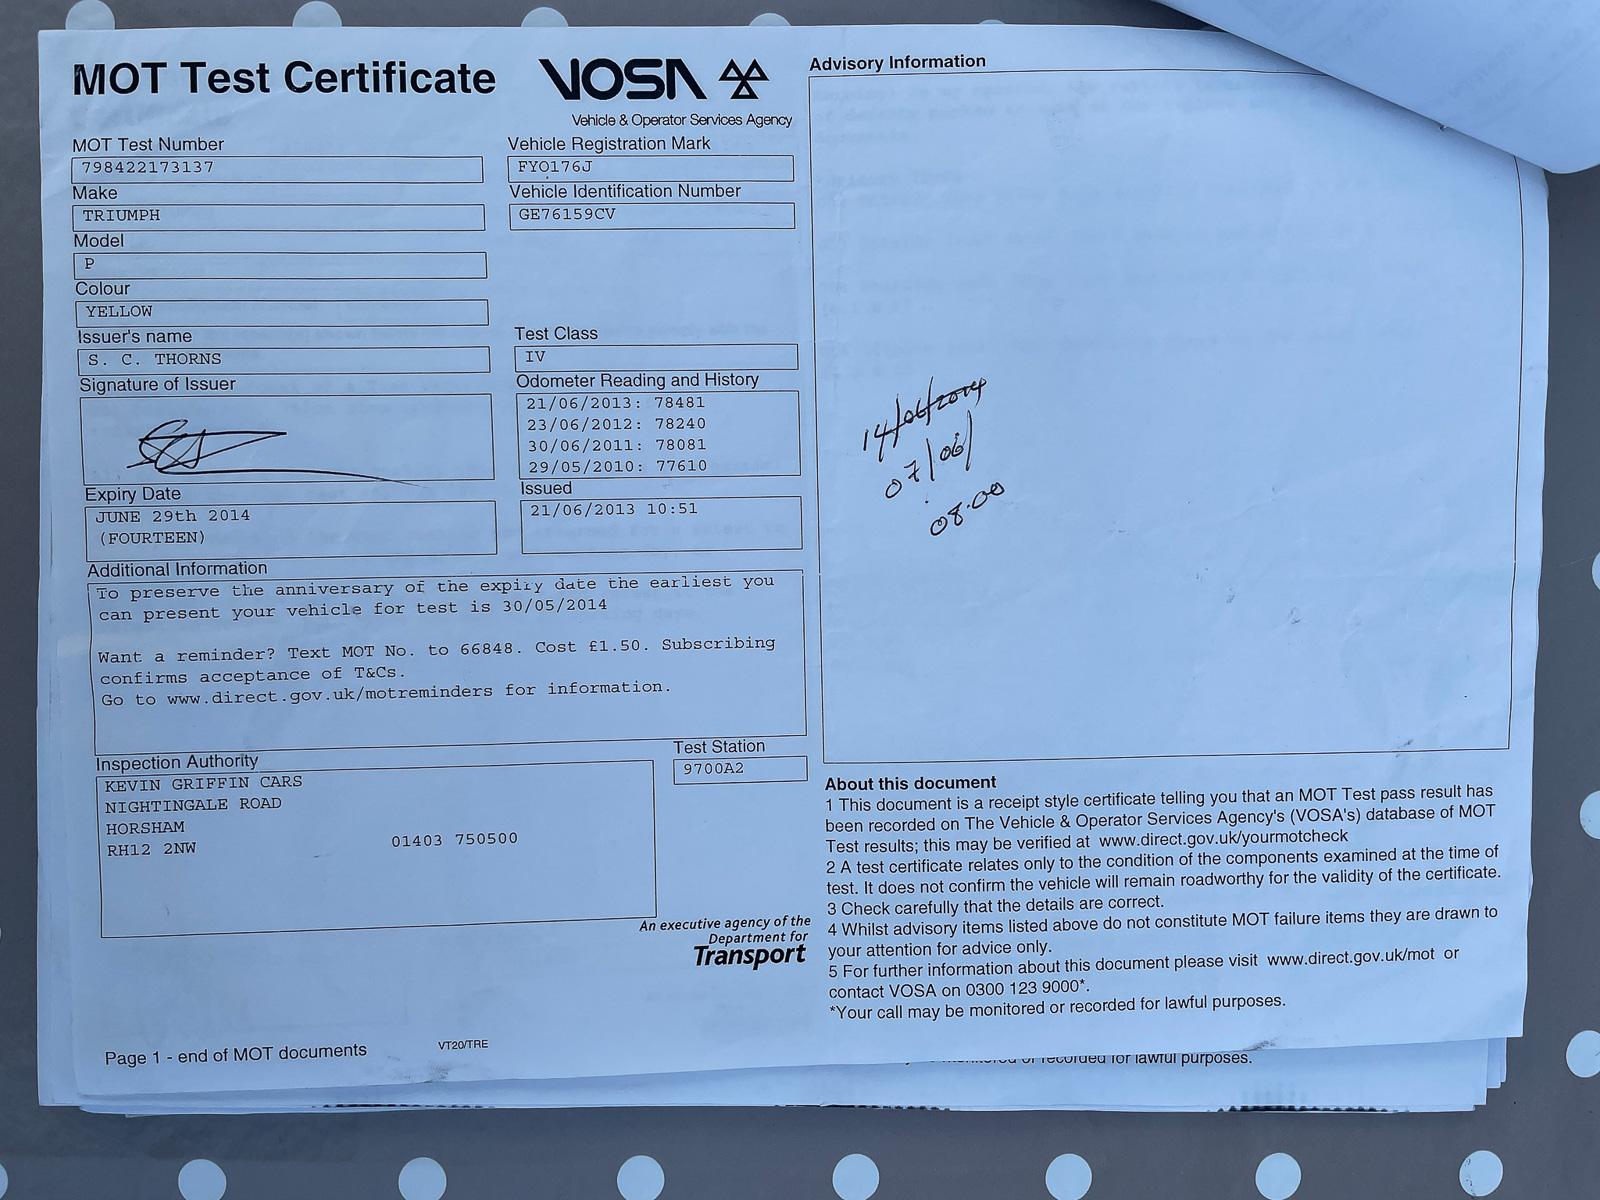 MOT Test Certificate
VOSA
Vehicle & Operator Services Agency
MOT Test Number
798422173137
Vehicle Registration Mark
FYO176J
Make
TRIUMPH
Vehicle Identification Number
GE76159CV
Model
P
Colour
YELLOW
Issuer's name
S. C. THORNS
Test Class
IV
Signature of Issuer
Odometer Reading and History
21/06/2013: 78481
23/06/2012: 78240
30/06/2011: 78081
29/05/2010: 77610
Expiry Date
JUNE 29th 2014
(FOURTEEN)
Issued
21/06/2013 10:51
Additional Information
To preserve the anniversary of the expiry date the earliest you
can present your vehicle for test is 30/05/2014
Want a reminder? Text MOT No. to 66848. Cost £1.50. Subscribing
confirms acceptance of T&Cs.
Go to www.direct.gov.uk/motreminders for information.
Inspection Authority
KEVIN GRIFFIN CARS
NIGHTINGALE ROAD
HORSHAM
RH12 2NW 01403 750500
Test Station
9700A2
An executive agency of the
Department for
Transport
Page 1 - end of MOT documents
VT20/TRE
Advisory Information
14/06/2014
07/06/
08.00
About this document
1 This document is a receipt style certificate telling you that an MOT Test pass result has
been recorded on The Vehicle & Operator Services Agency's (VOSA's) database of MOT
Test results; this may be verified at www.direct.gov.uk/yourmotcheck
2 A test certificate relates only to the condition of the components examined at the time of
test. It does not confirm the vehicle will remain roadworthy for the validity of the certificate.
3 Check carefully that the details are correct.
4 Whilst advisory items listed above do not constitute MOT failure items they are drawn to
your attention for advice only.
5 For further information about this document please visit www.direct.gov.uk/mot or
contact VOSA on 0300 123 9000*.
*Your call may be monitored or recorded for lawful purposes.
monitored or recorded for lawful purposes.